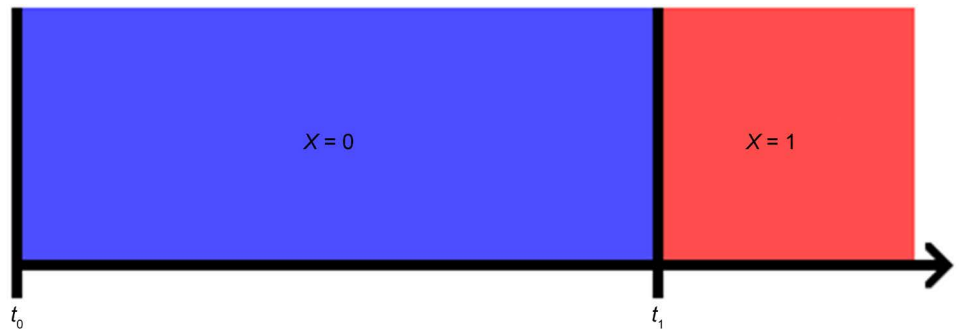 X = 0
X = 1
t₀
t₁